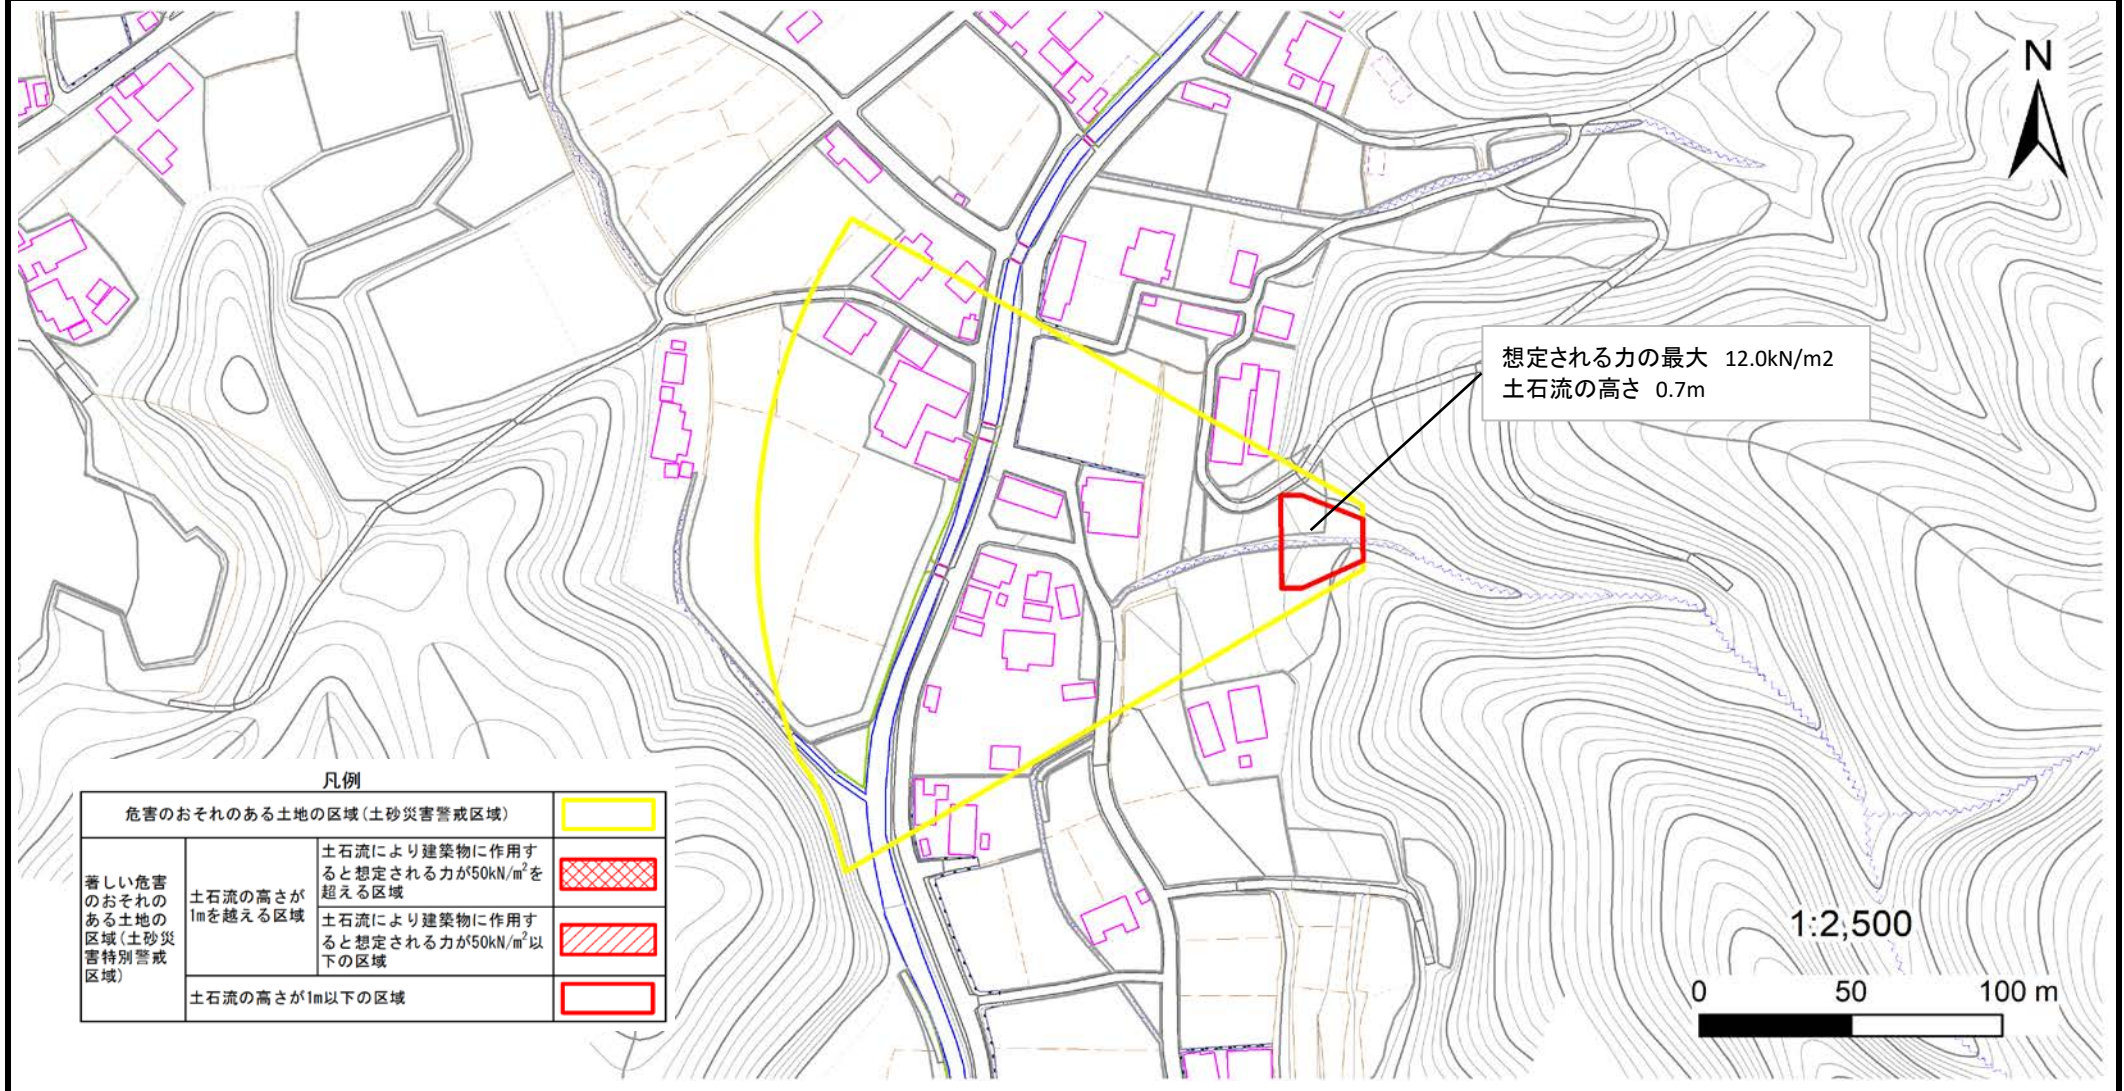 N
想定される力の最大 12.0kN/m2
土石流の高さ 0.7m
凡例
危害のおそれのある土地の区域(土砂災害警戒区域)
著しい危害
のおそれの
ある土地の
区域(土砂災
害特別警戒
区域)
土石流の高さが
1mを越える区域
土石流により建築物に作用す
ると想定される力が50kN/m²を
超える区域
土石流により建築物に作用す
ると想定される力が50kN/m²以
下の区域
土石流の高さが1m以下の区域
1:2,500
0 50 100 m